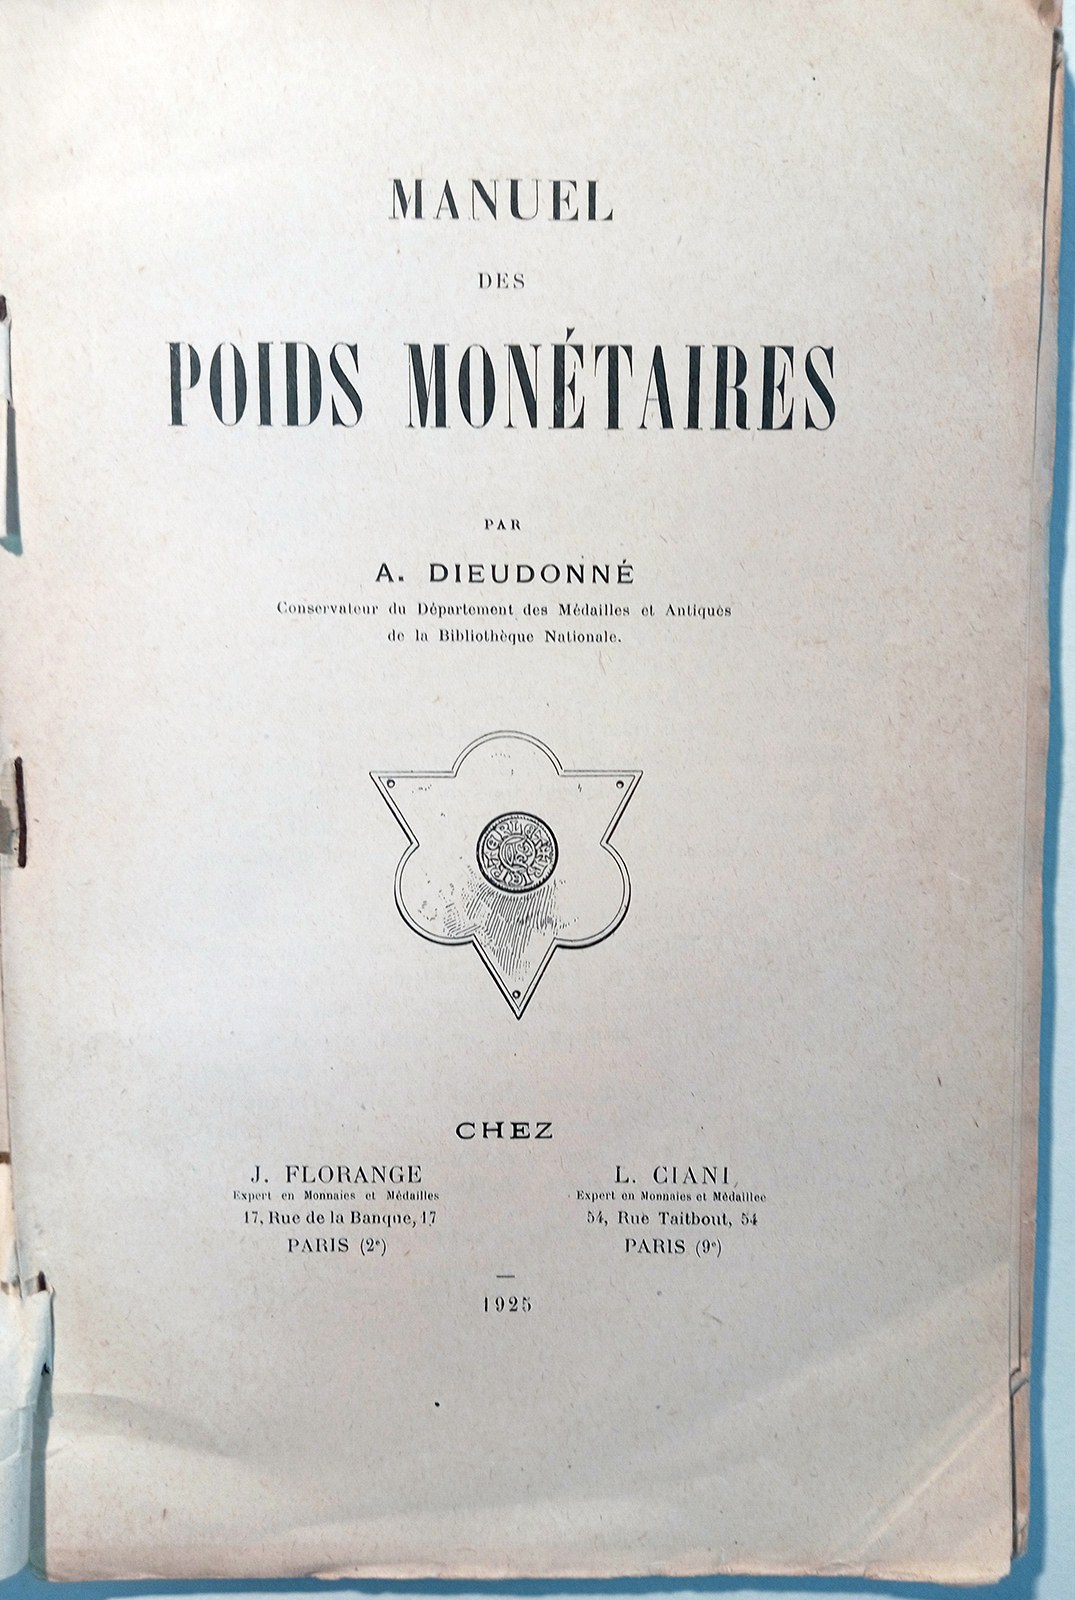 MANUEL
DES
POIDS MONÉTAIRES
PAR
A. DIEUDONNÉ
Conservateur du Département des Médailles et Antiques
de la Bibliothèque Nationale.
CHEZ
J. FLORANGE
Expert en Monnaies et Médailles
17, Rue de la Banque, 17
PARIS (2e)
L. CIANI
Expert en Monnaies et Médailles
54, Rue Taitbout, 54
PARIS (9e)
1925